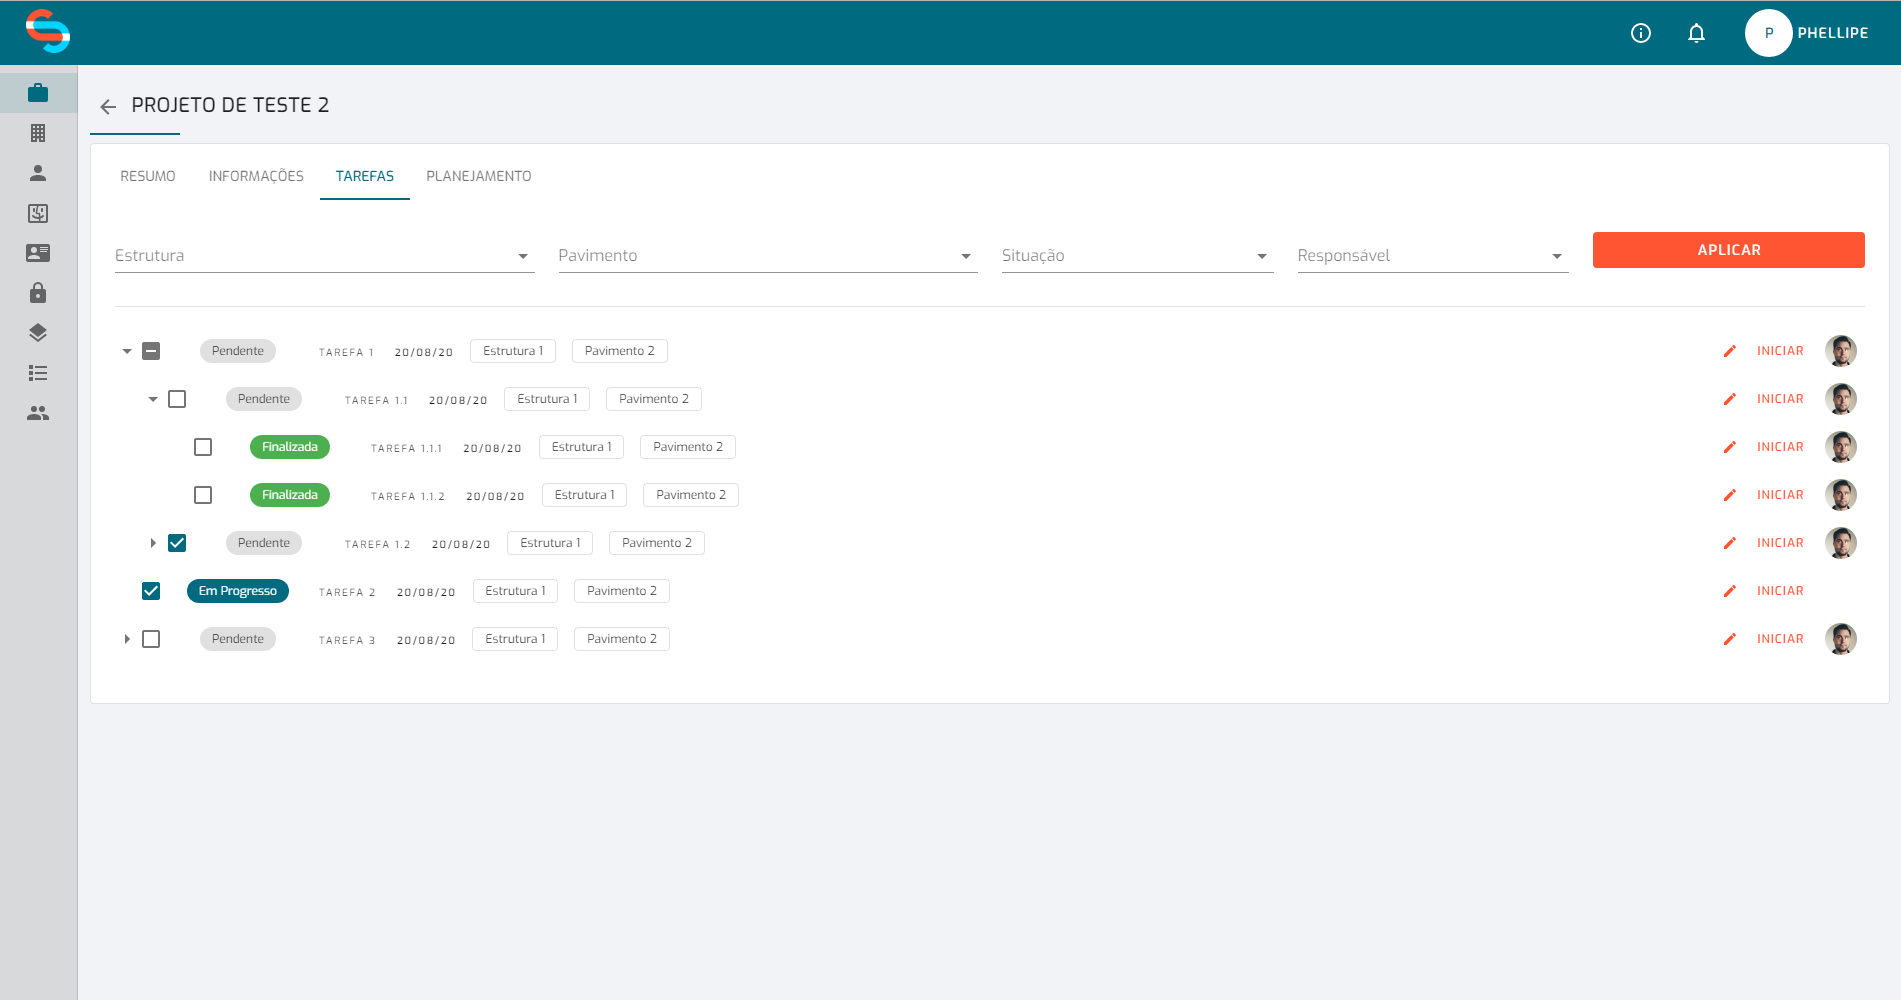 P PHELLIPE
PROJETO DE TESTE 2
RESUMO INFORMAÇÕES TAREFAS PLANEJAMENTO
Estrutura Pavimento Situação Responsável APLICAR
Pendente TAREFA 1 20/08/20 Estrutura 1 Pavimento 2 INICIAR
Pendente TAREFA 1.1 20/08/20 Estrutura 1 Pavimento 2 INICIAR
Finalizada TAREFA 1.1.1 20/08/20 Estrutura 1 Pavimento 2 INICIAR
Finalizada TAREFA 1.1.2 20/08/20 Estrutura 1 Pavimento 2 INICIAR
Pendente TAREFA 1.2 20/08/20 Estrutura 1 Pavimento 2 INICIAR
Em Progresso TAREFA 2 20/08/20 Estrutura 1 Pavimento 2 INICIAR
Pendente TAREFA 3 20/08/20 Estrutura 1 Pavimento 2 INICIAR